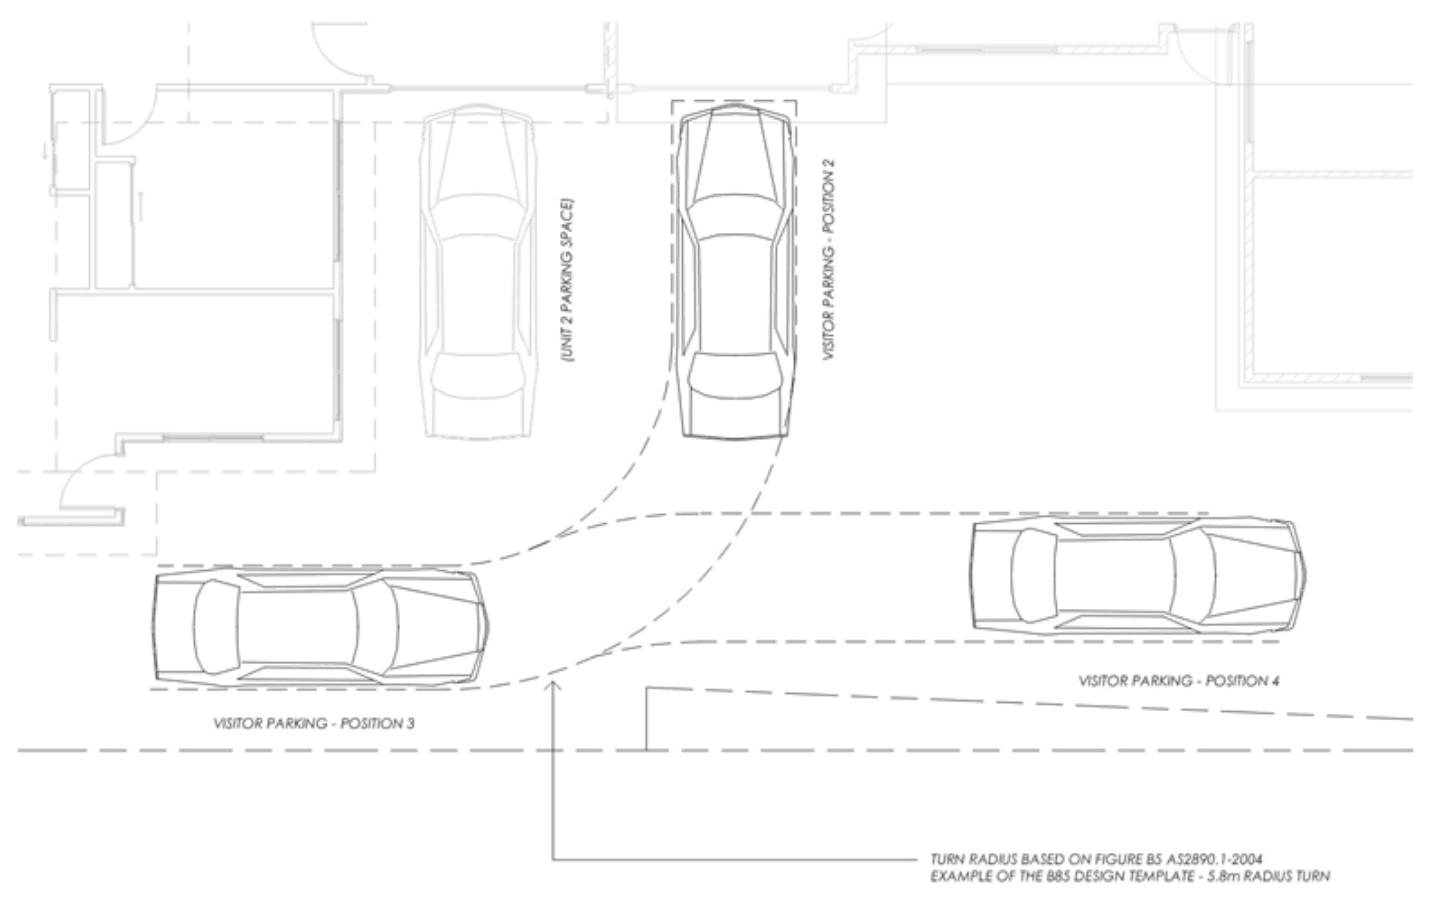 (UNIT 2 PARKING SPACE)
VISITOR PARKING - POSITION 2
VISITOR PARKING - POSITION 4
VISITOR PARKING - POSITION 3
TURN RADIUS BASED ON FIGURE B5 AS2890.1-2004
EXAMPLE OF THE B85 DESIGN TEMPLATE - 5.8m RADIUS TURN